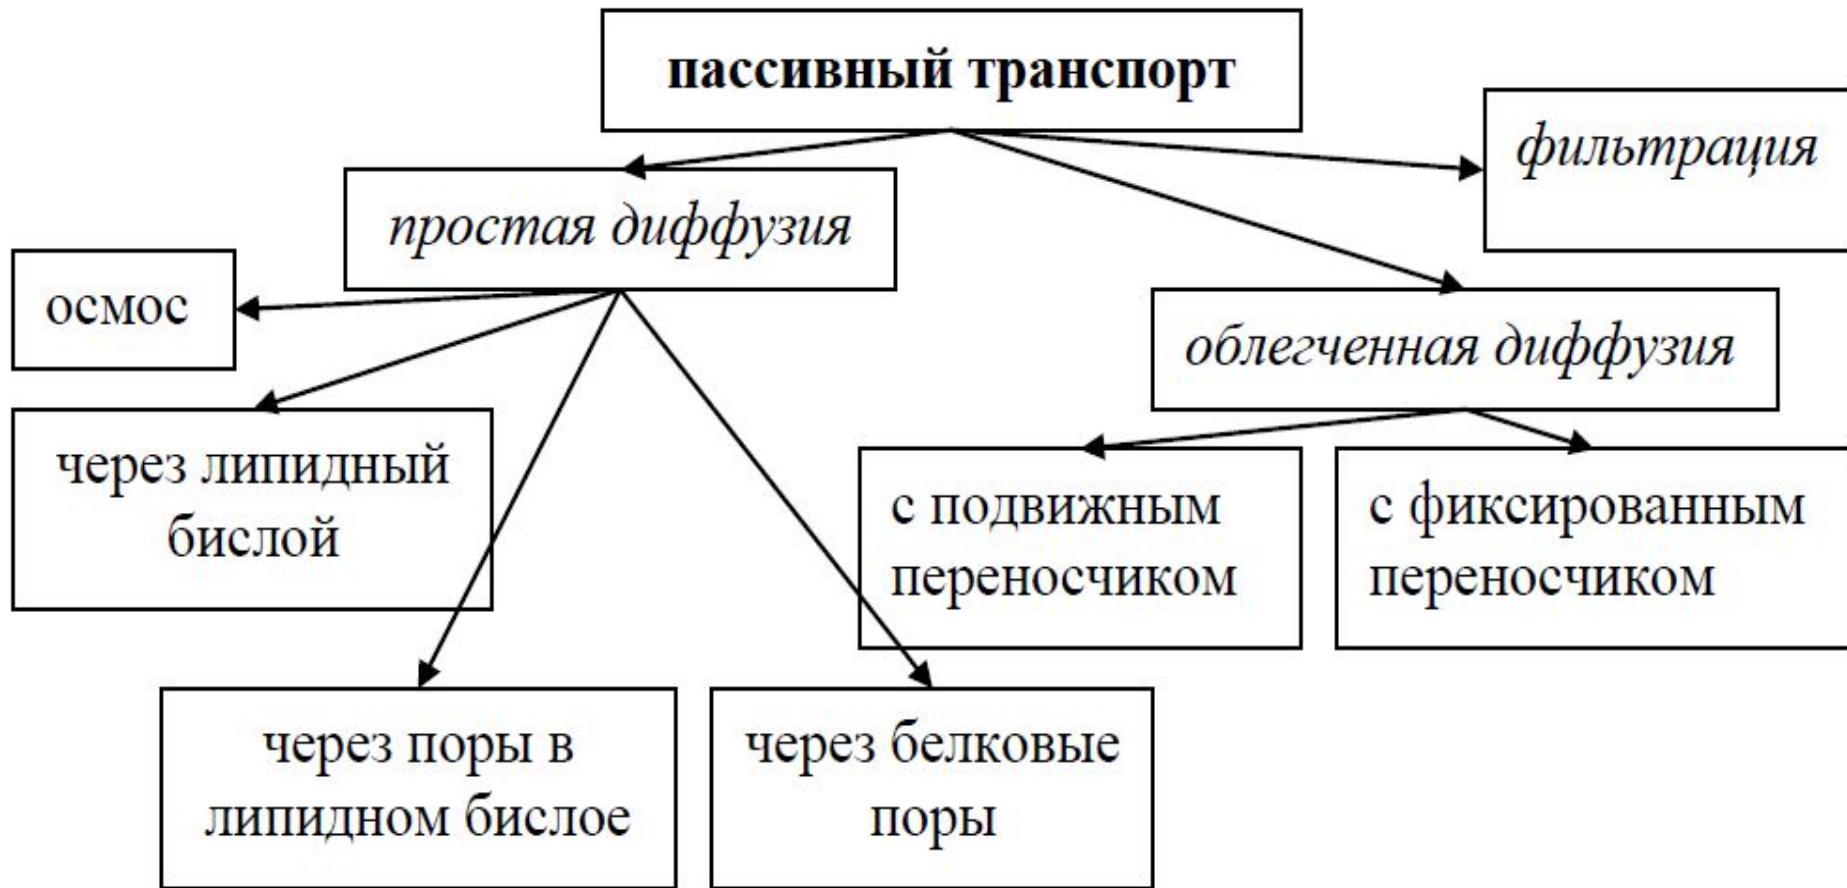 пассивный транспорт
фильтрация
простая диффузия
осмос
облегченная диффузия
через липидный
бислой
с подвижным
переносчиком
с фиксированным
переносчиком
через поры в
липидном бислое
через белковые
поры